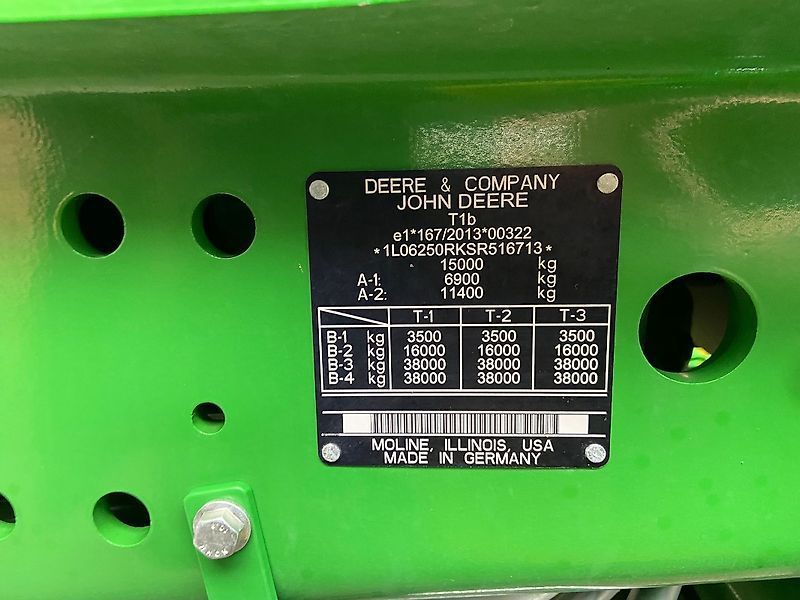 DEERE & COMPANY
JOHN DEERE
T1b
e1*167/2013*00322
*1L06250RKSR516713*
15000 kg
A-1: 6900 kg
A-2: 11400 kg
T-1 T-2 T-3
B-1 kg 3500 3500 3500
B-2 kg 16000 16000 16000
B-3 kg 38000 38000 38000
B-4 kg 38000 38000 38000
MOLINE, ILLINOIS, USA
MADE IN GERMANY